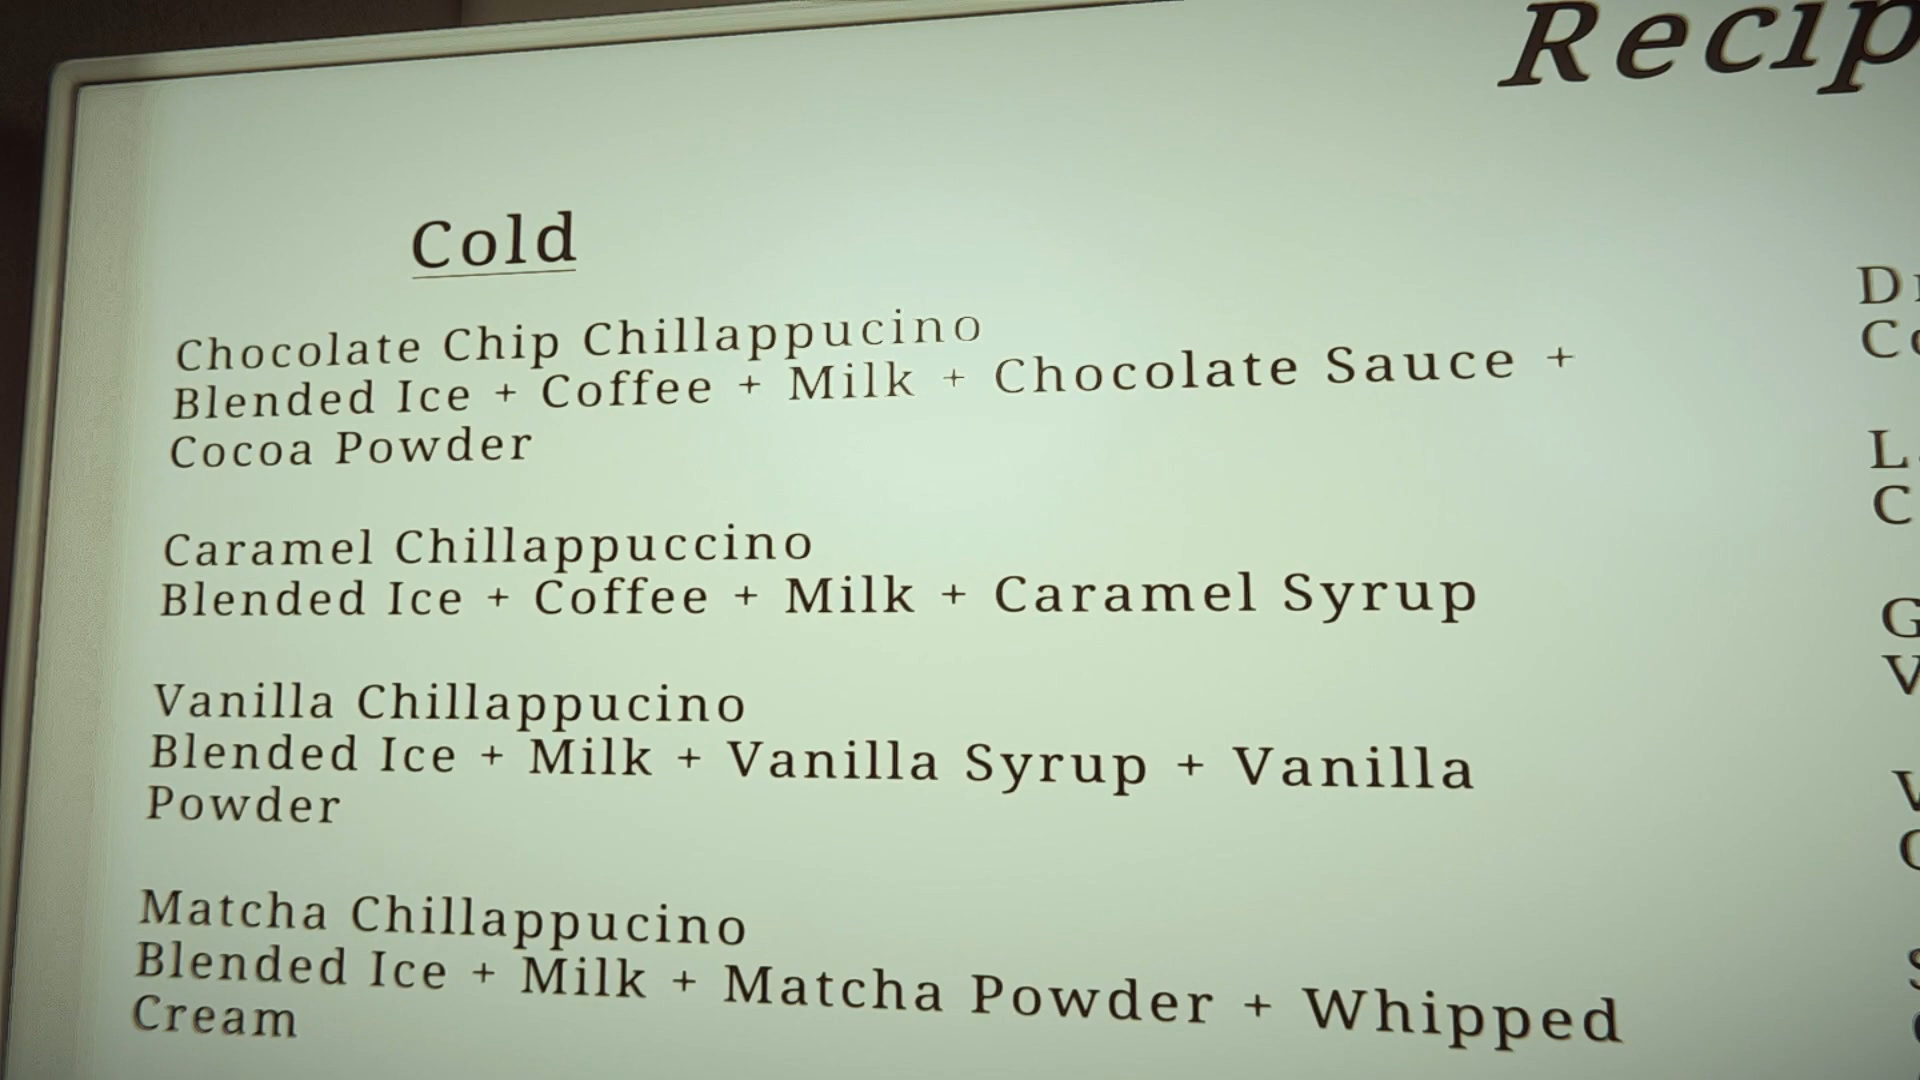 Cold
Chocolate Chip Chillappucino
Blended Ice + Coffee + Milk + Chocolate Sauce +
Cocoa Powder
Caramel Chillappuccino
Blended Ice + Coffee + Milk + Caramel Syrup
Vanilla Chillappucino
Blended Ice + Milk + Vanilla Syrup + Vanilla
Powder
Matcha Chillappucino
Blended Ice + Milk + Matcha Powder + Whipped
Cream